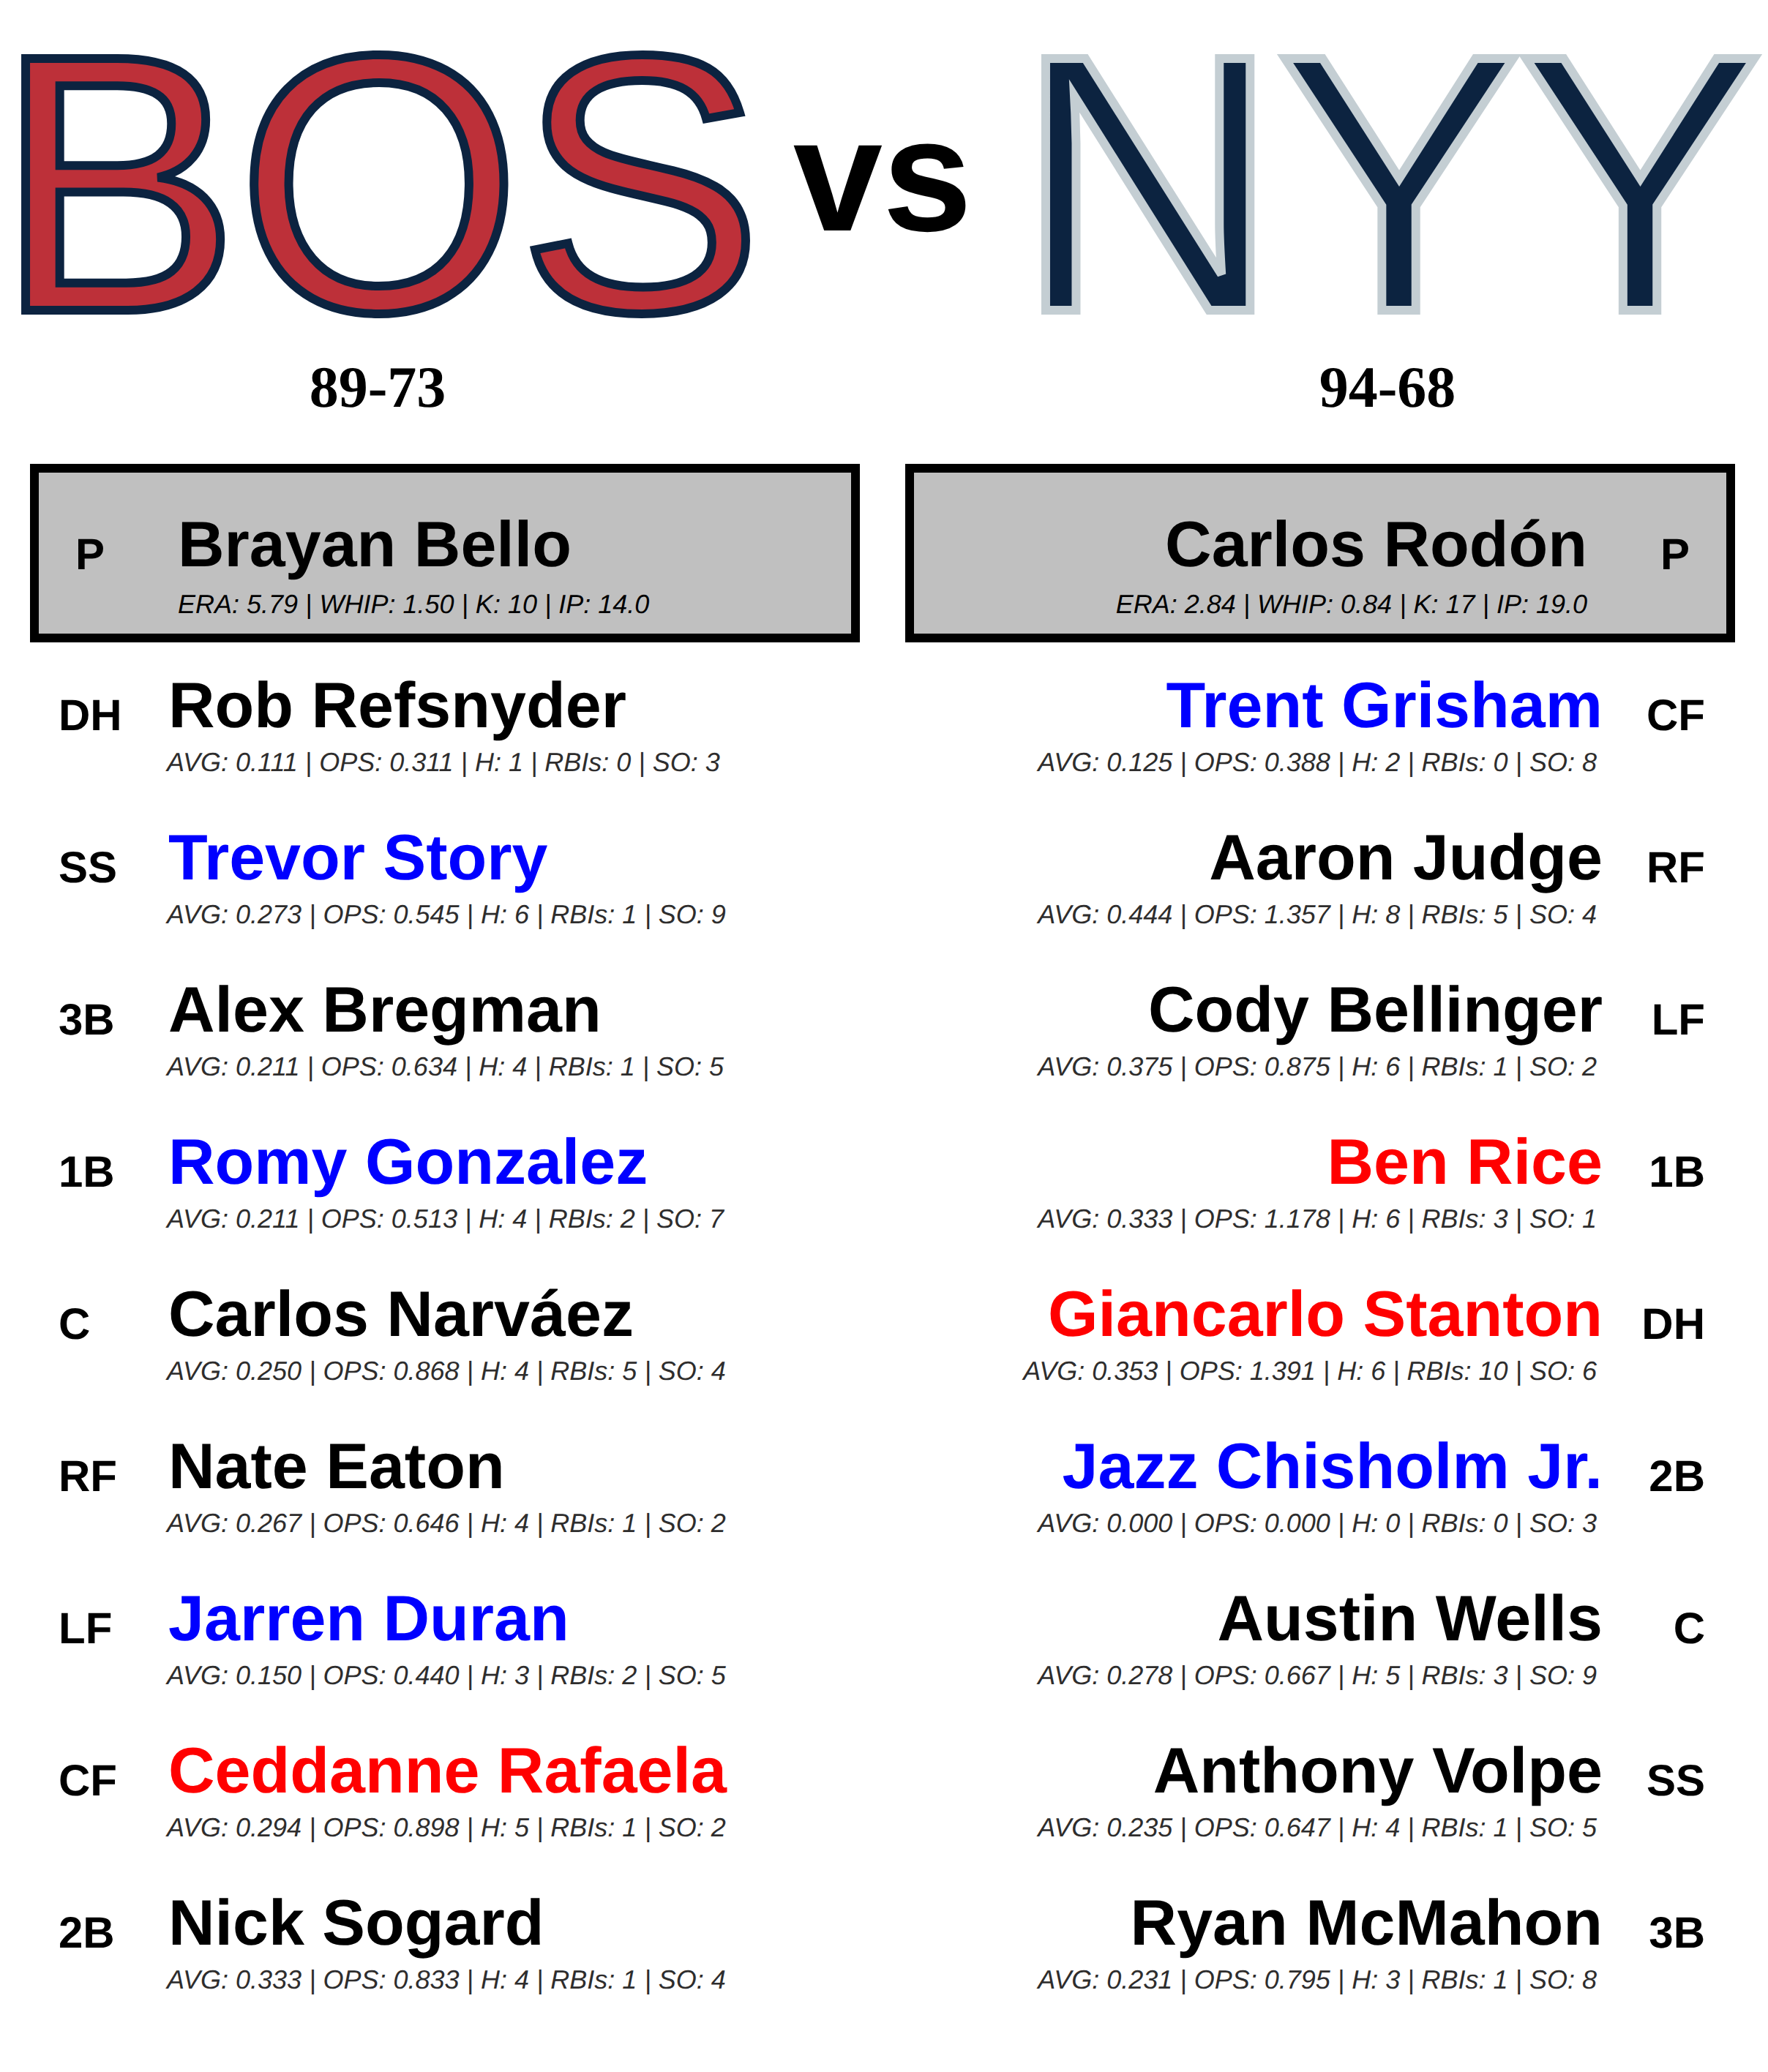 BOS vs NYY
89-73 94-68
P Brayan Bello
ERA: 5.79 | WHIP: 1.50 | K: 10 | IP: 14.0
Carlos Rodón P
ERA: 2.84 | WHIP: 0.84 | K: 17 | IP: 19.0
DH Rob Refsnyder
AVG: 0.111 | OPS: 0.311 | H: 1 | RBIs: 0 | SO: 3
SS Trevor Story
AVG: 0.273 | OPS: 0.545 | H: 6 | RBIs: 1 | SO: 9
3B Alex Bregman
AVG: 0.211 | OPS: 0.634 | H: 4 | RBIs: 1 | SO: 5
1B Romy Gonzalez
AVG: 0.211 | OPS: 0.513 | H: 4 | RBIs: 2 | SO: 7
C Carlos Narváez
AVG: 0.250 | OPS: 0.868 | H: 4 | RBIs: 5 | SO: 4
RF Nate Eaton
AVG: 0.267 | OPS: 0.646 | H: 4 | RBIs: 1 | SO: 2
LF Jarren Duran
AVG: 0.150 | OPS: 0.440 | H: 3 | RBIs: 2 | SO: 5
CF Ceddanne Rafaela
AVG: 0.294 | OPS: 0.898 | H: 5 | RBIs: 1 | SO: 2
2B Nick Sogard
AVG: 0.333 | OPS: 0.833 | H: 4 | RBIs: 1 | SO: 4
Trent Grisham CF
AVG: 0.125 | OPS: 0.388 | H: 2 | RBIs: 0 | SO: 8
Aaron Judge RF
AVG: 0.444 | OPS: 1.357 | H: 8 | RBIs: 5 | SO: 4
Cody Bellinger LF
AVG: 0.375 | OPS: 0.875 | H: 6 | RBIs: 1 | SO: 2
Ben Rice 1B
AVG: 0.333 | OPS: 1.178 | H: 6 | RBIs: 3 | SO: 1
Giancarlo Stanton DH
AVG: 0.353 | OPS: 1.391 | H: 6 | RBIs: 10 | SO: 6
Jazz Chisholm Jr. 2B
AVG: 0.000 | OPS: 0.000 | H: 0 | RBIs: 0 | SO: 3
Austin Wells C
AVG: 0.278 | OPS: 0.667 | H: 5 | RBIs: 3 | SO: 9
Anthony Volpe SS
AVG: 0.235 | OPS: 0.647 | H: 4 | RBIs: 1 | SO: 5
Ryan McMahon 3B
AVG: 0.231 | OPS: 0.795 | H: 3 | RBIs: 1 | SO: 8